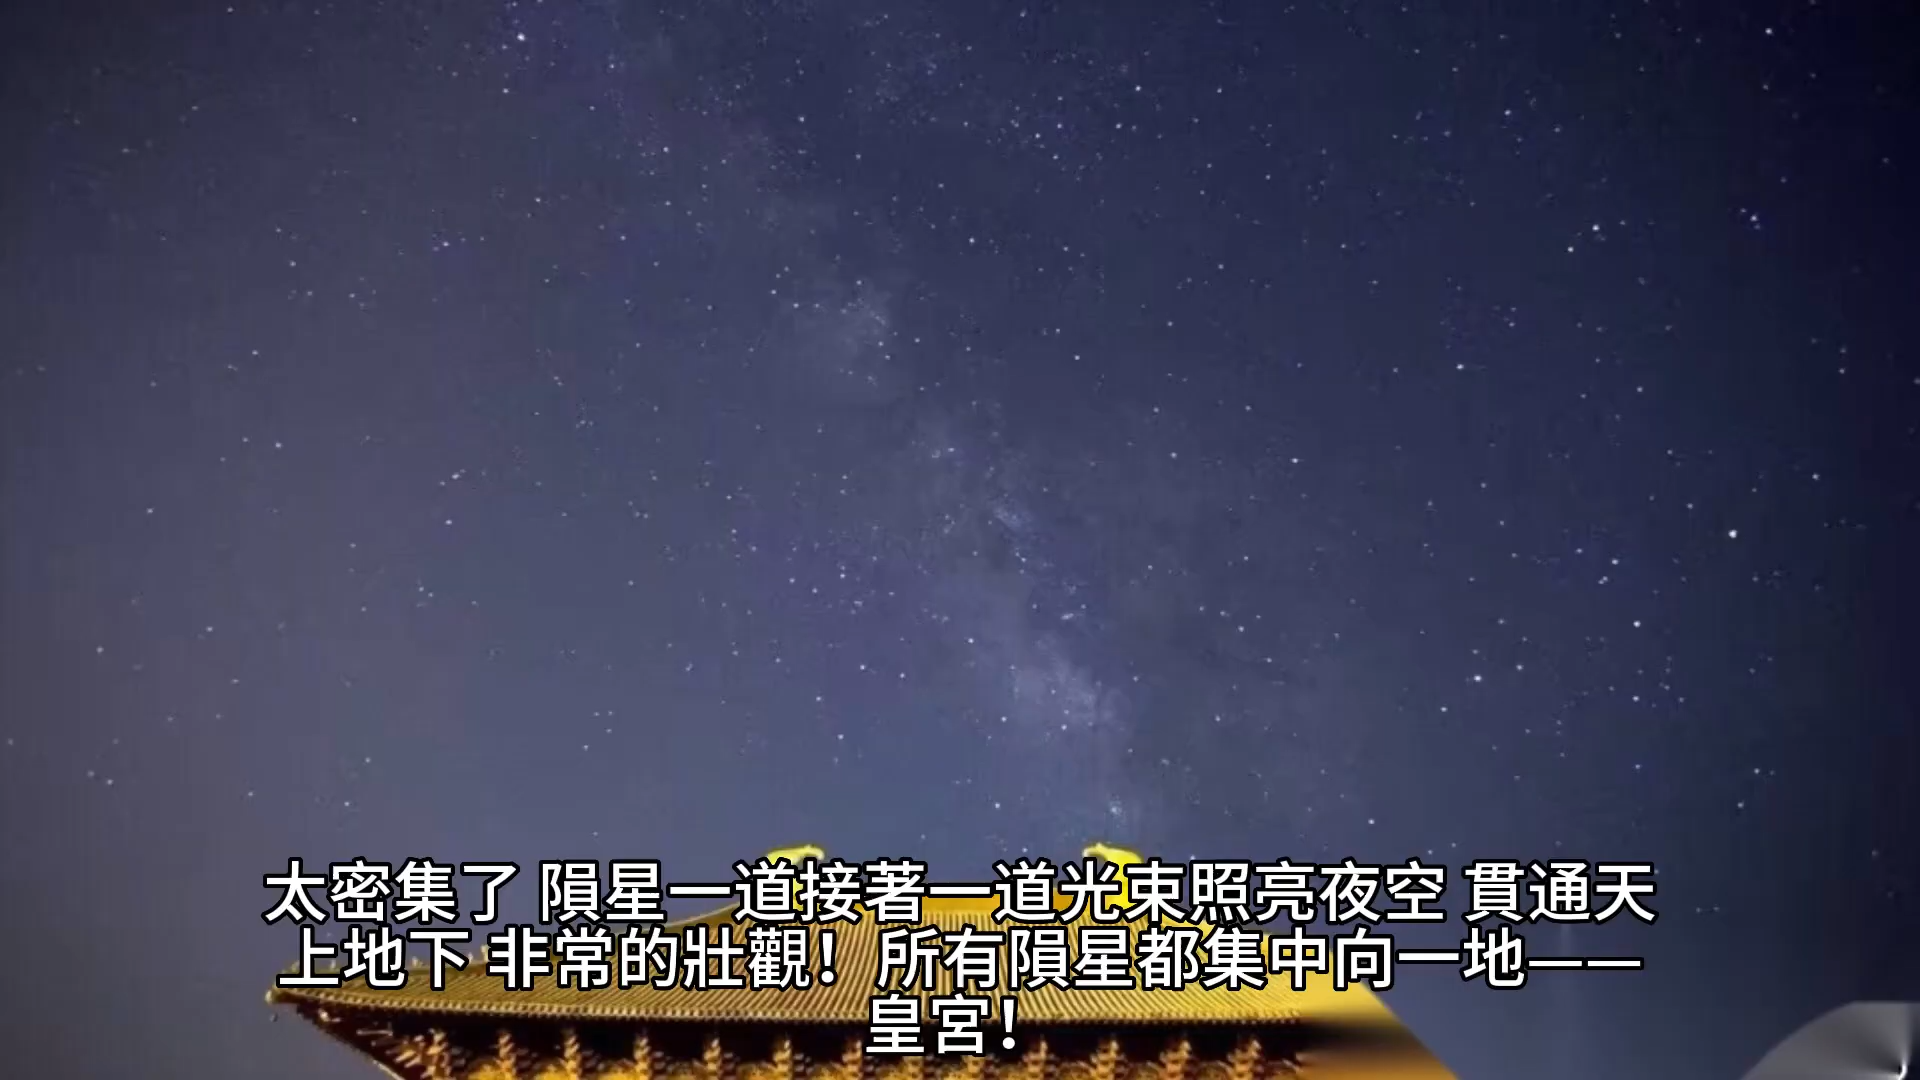 太密集了 隕星一道接著一道光束照亮夜空 貫通天
上地下 非常的壯觀！所有隕星都集中向一地——
皇宮！